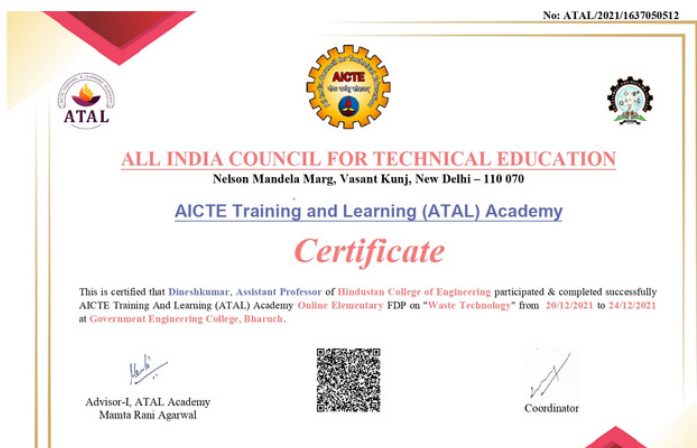 No: ATAL/2021/1637050512
ATAL
AICTE
ALL INDIA COUNCIL FOR TECHNICAL EDUCATION
Nelson Mandela Marg, Vasant Kunj, New Delhi – 110 070
AICTE Training and Learning (ATAL) Academy
Certificate
This is certified that Dineshkumar, Assistant Professor of Hindustan College of Engineering participated & completed successfully
AICTE Training And Learning (ATAL) Academy Online Elementary FDP on "Waste Technology" from 20/12/2021 to 24/12/2021
at Government Engineering College, Bharuch.
Advisor-I, ATAL Academy
Mamta Rani Agarwal
Coordinator